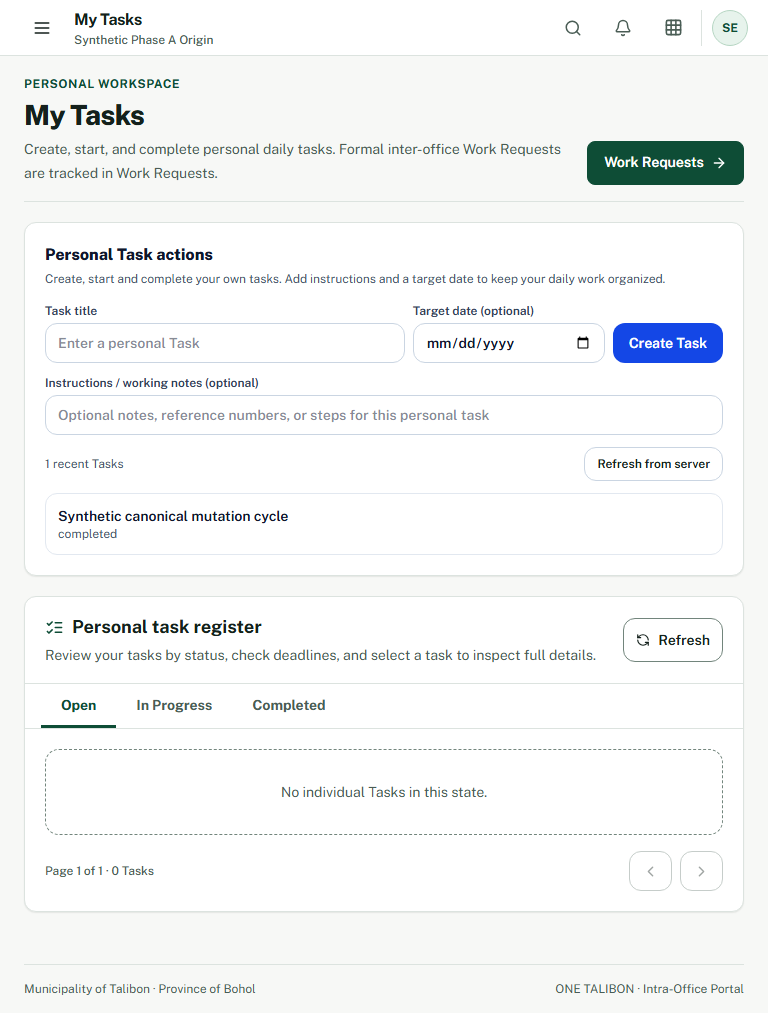 My Tasks
Synthetic Phase A Origin
SE
PERSONAL WORKSPACE
My Tasks
Create, start, and complete personal daily tasks. Formal inter-office Work Requests
are tracked in Work Requests.
Work Requests
Personal Task actions
Create, start and complete your own tasks. Add instructions and a target date to keep your daily work organized.
Task title
Target date (optional)
Enter a personal Task
mm/dd/yyyy
Create Task
Instructions / working notes (optional)
Optional notes, reference numbers, or steps for this personal task
1 recent Tasks
Refresh from server
Synthetic canonical mutation cycle
completed
Personal task register
Review your tasks by status, check deadlines, and select a task to inspect full details.
Refresh
Open
In Progress
Completed
No individual Tasks in this state.
Page 1 of 1 · 0 Tasks
Municipality of Talibon · Province of Bohol
ONE TALIBON · Intra-Office Portal